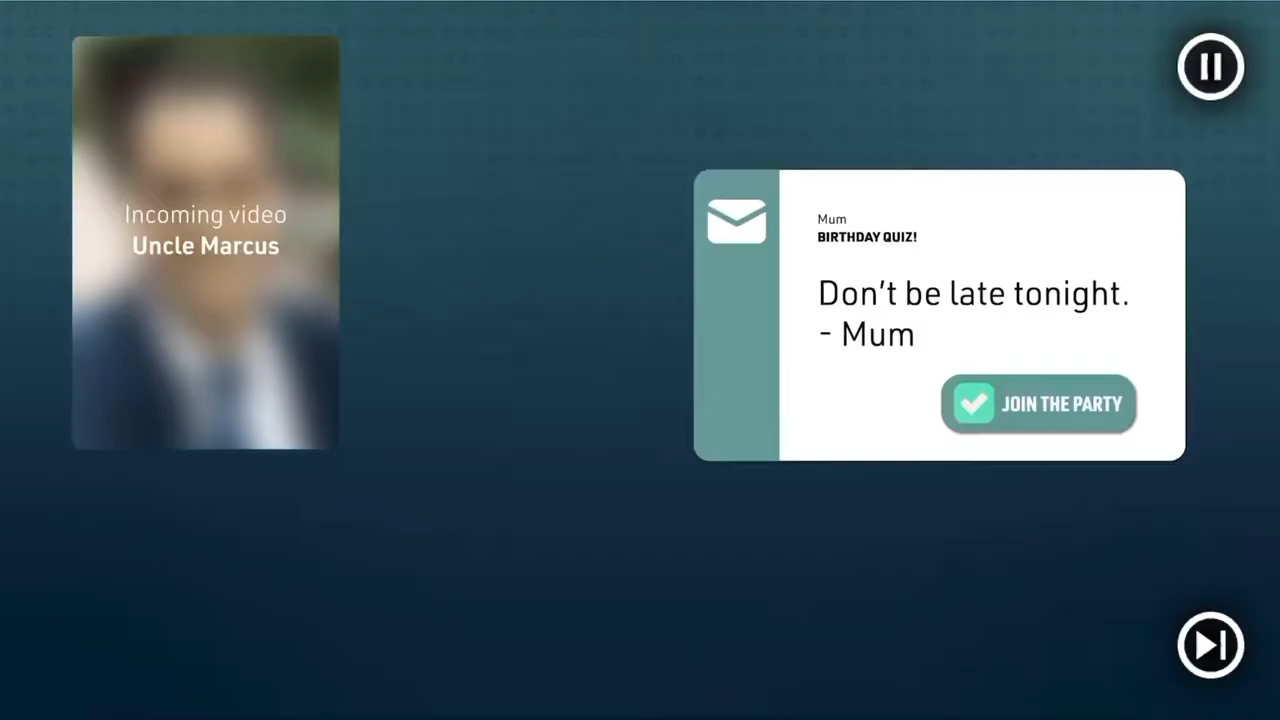 Incoming video
Uncle Marcus
Mum
BIRTHDAY QUIZ!
Don't be late tonight.
- Mum
JOIN THE PARTY